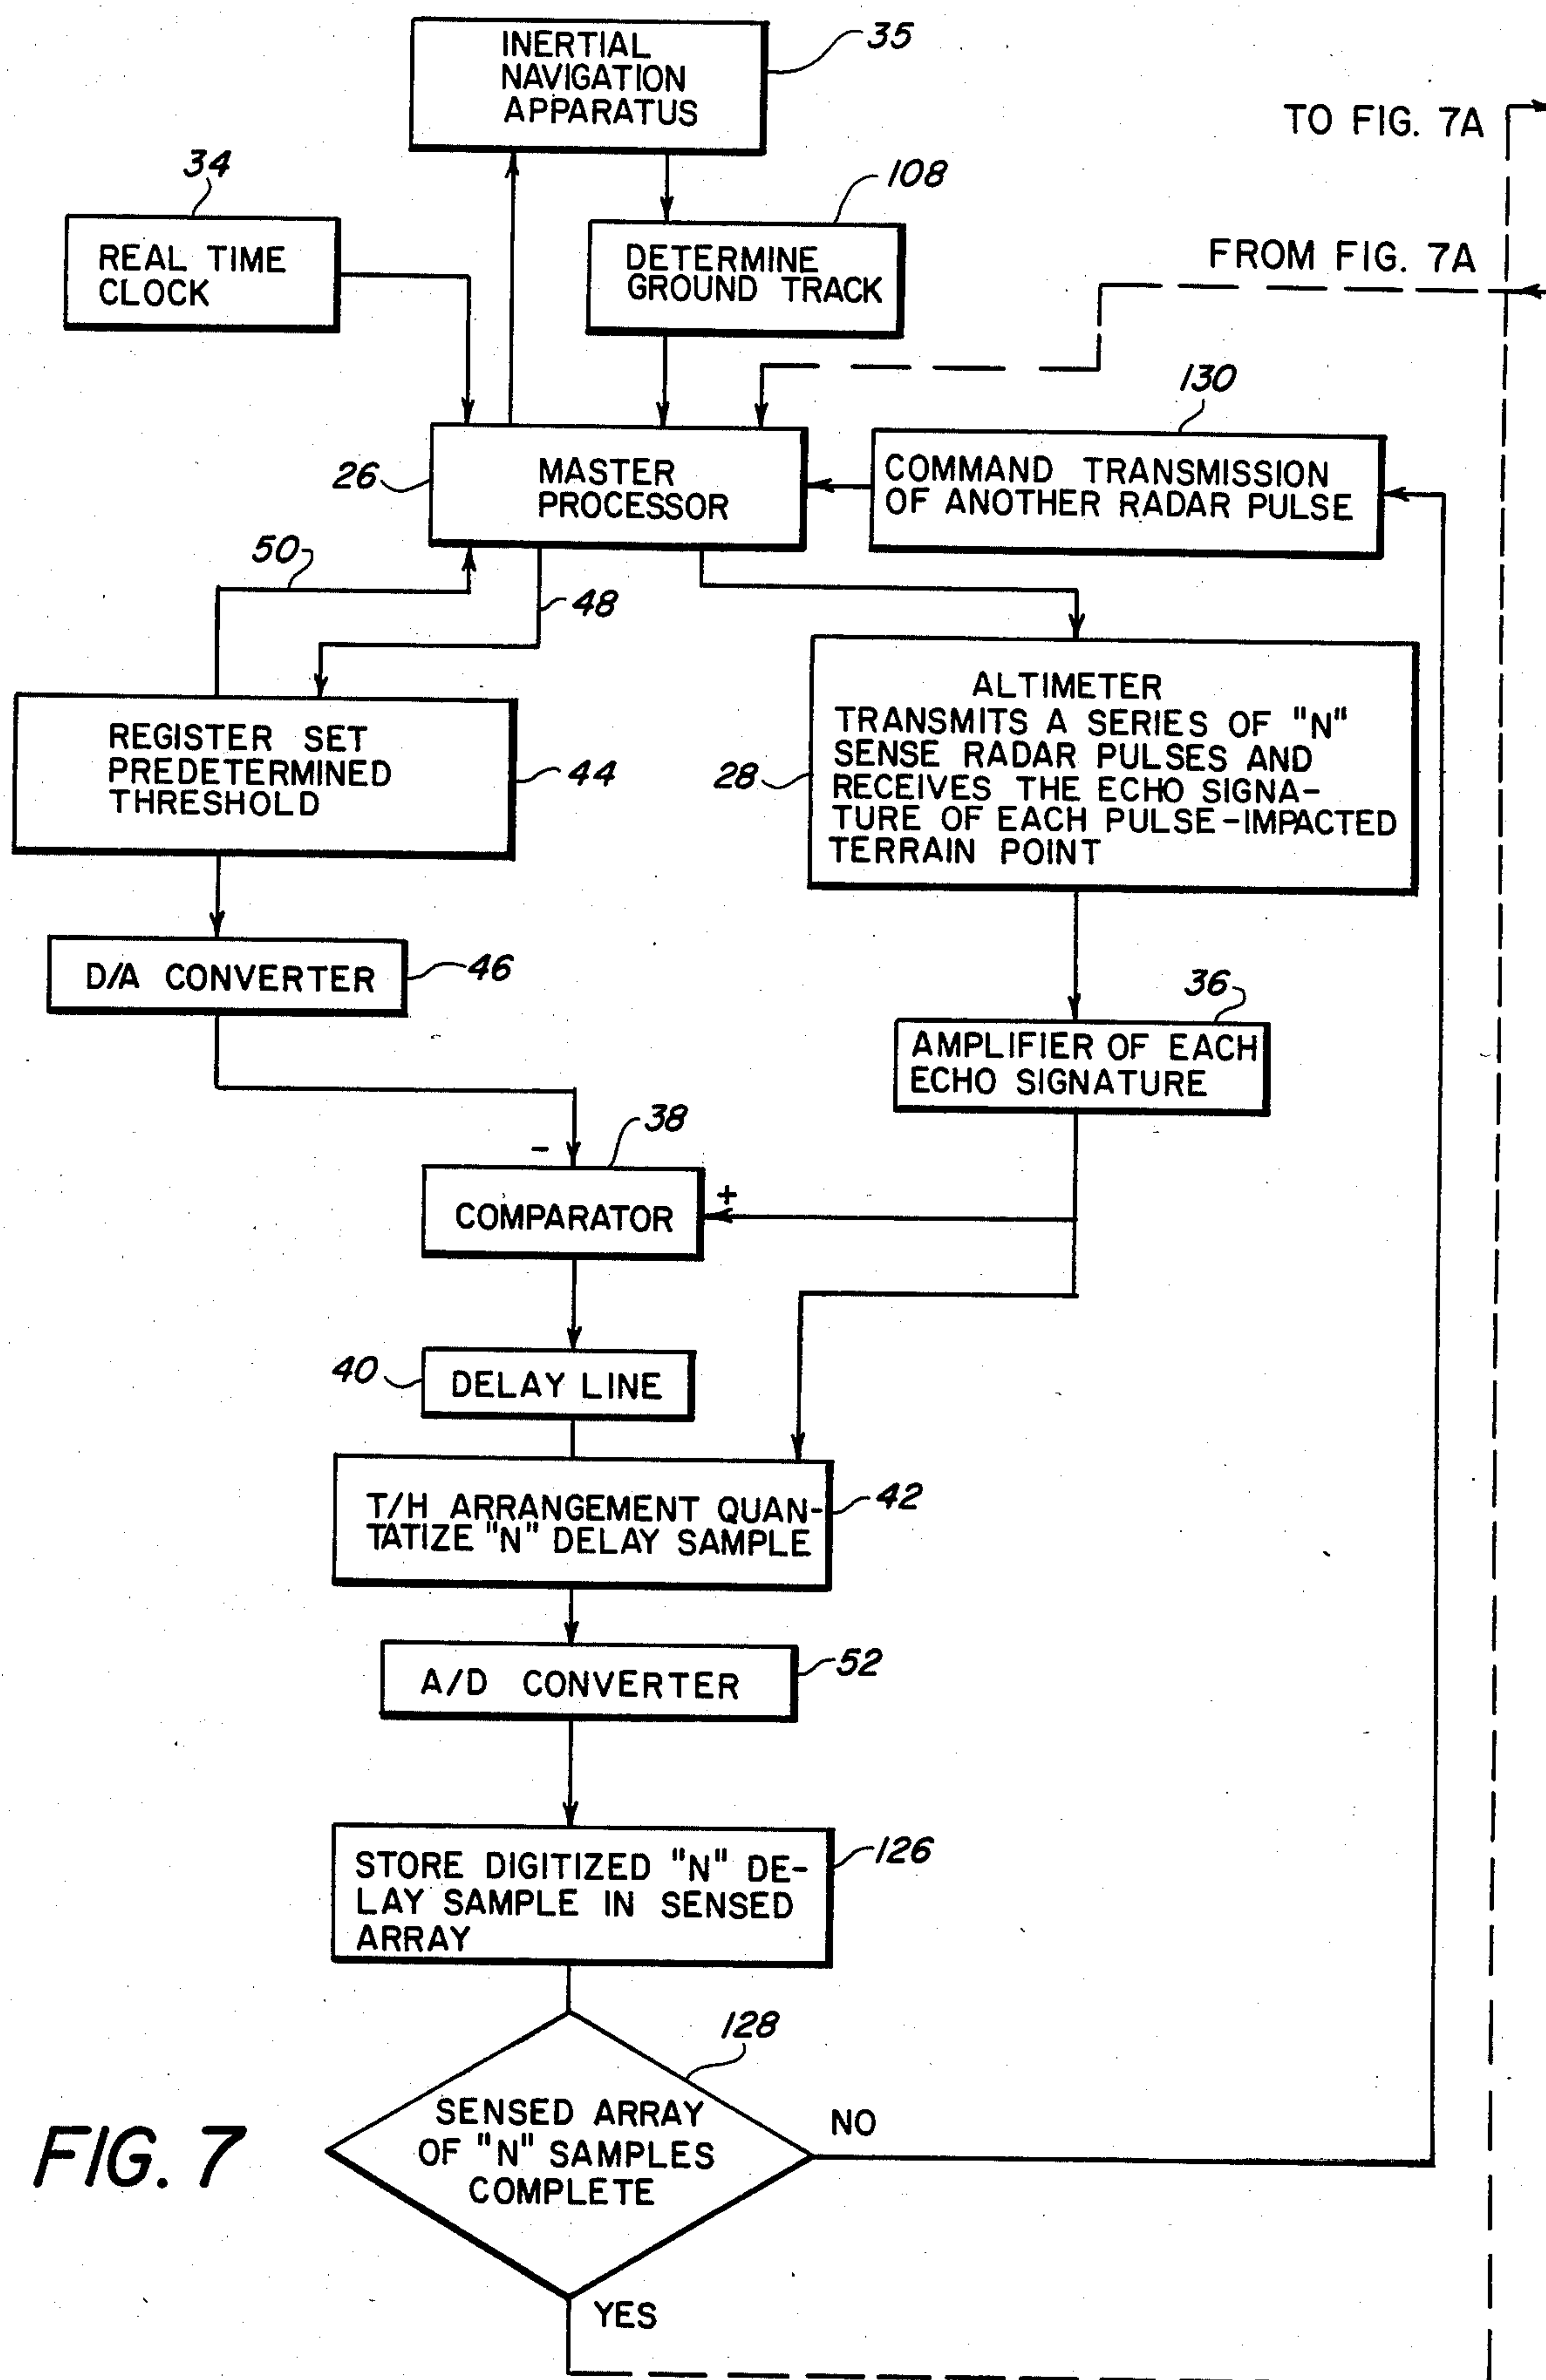 INERTIAL
NAVIGATION
APPARATUS
35
TO FIG. 7A
34
108
REAL TIME
CLOCK
DETERMINE
GROUND TRACK
FROM FIG. 7A
130
26
MASTER
PROCESSOR
COMMAND TRANSMISSION
OF ANOTHER RADAR PULSE
50
48
REGISTER SET
PREDETERMINED
THRESHOLD
44
28
ALTIMETER
TRANSMITS A SERIES OF "N"
SENSE RADAR PULSES AND
RECEIVES THE ECHO SIGNA-
TURE OF EACH PULSE-IMPACTED
TERRAIN POINT
D/A CONVERTER
46
36
AMPLIFIER OF EACH
ECHO SIGNATURE
38
-
+
COMPARATOR
40
DELAY LINE
T/H ARRANGEMENT QUAN-
TATIZE "N" DELAY SAMPLE
42
A/D CONVERTER
52
STORE DIGITIZED "N" DE-
LAY SAMPLE IN SENSED
ARRAY
126
128
SENSED ARRAY
OF "N" SAMPLES
COMPLETE
NO
YES
FIG. 7